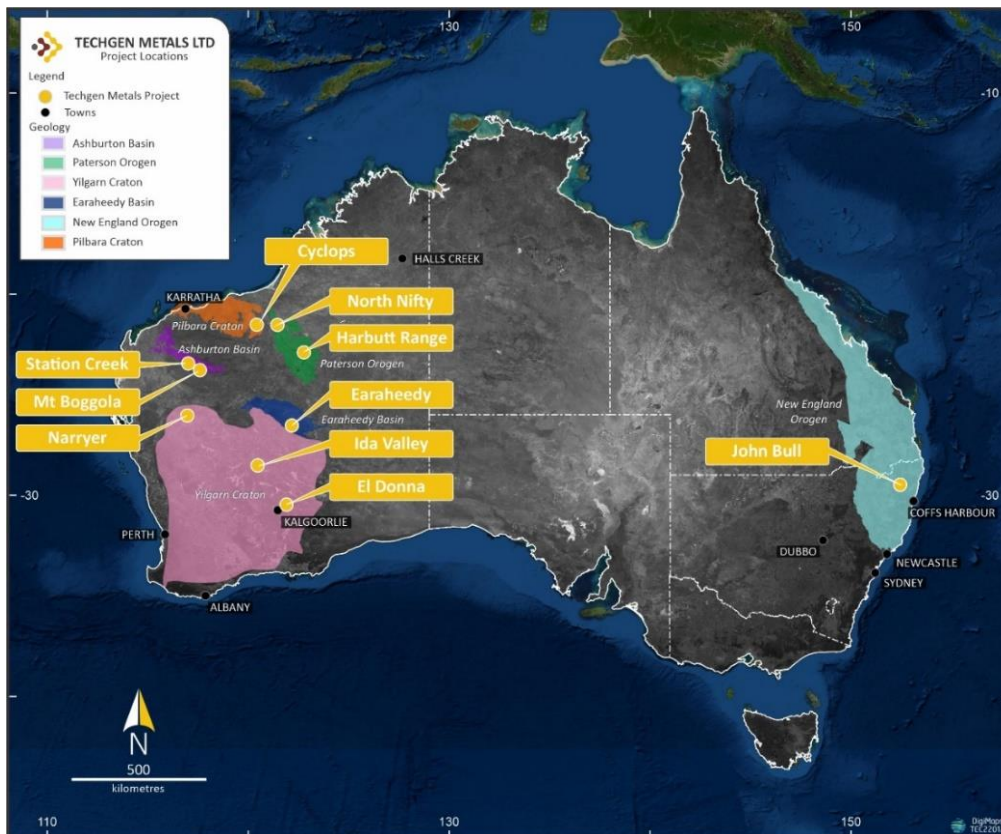 TECHGEN METALS LTD
Project Locations
Legend
Techgen Metals Project
Towns
Geology
Ashburton Basin
Paterson Orogen
Yilgarn Craton
Earaheedy Basin
New England Orogen
Pilbara Craton
130
150
-10
Cyclops
HALLS CREEK
KARRATHA
North Nifty
Pilbara Craton
Harbutt Range
Ashburton Basin
Station Creek
Paterson Orogen
Mt Boggola
Earaheedy
New England
Orogen
Narryer
Earaheedy Basin
Ida Valley
John Bull
El Donna
Yilgarn Craton
-30
-30
KALGOORLIE
COFFS HARBOUR
PERTH
DUBBO
NEWCASTLE
SYDNEY
ALBANY
N
500
kilometres
110
130
150
DigiMaps